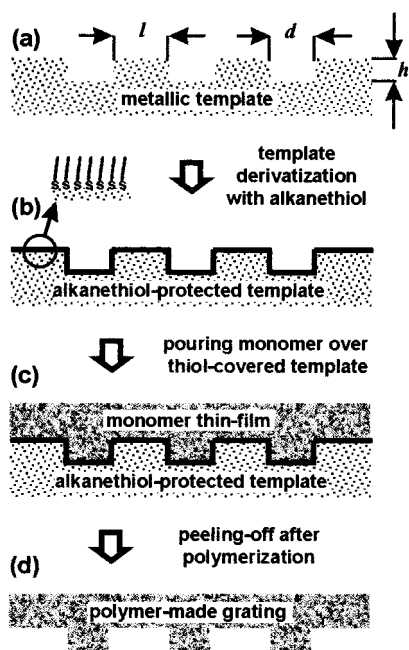 (a)
l
d
h
metallic template
template
derivatization
with alkanethiol
S S S S S S S
(b)
alkanethiol-protected template
pouring monomer over
thiol-covered template
(c)
monomer thin-film
alkanethiol-protected template
peeling-off after
polymerization
(d)
polymer-made grating